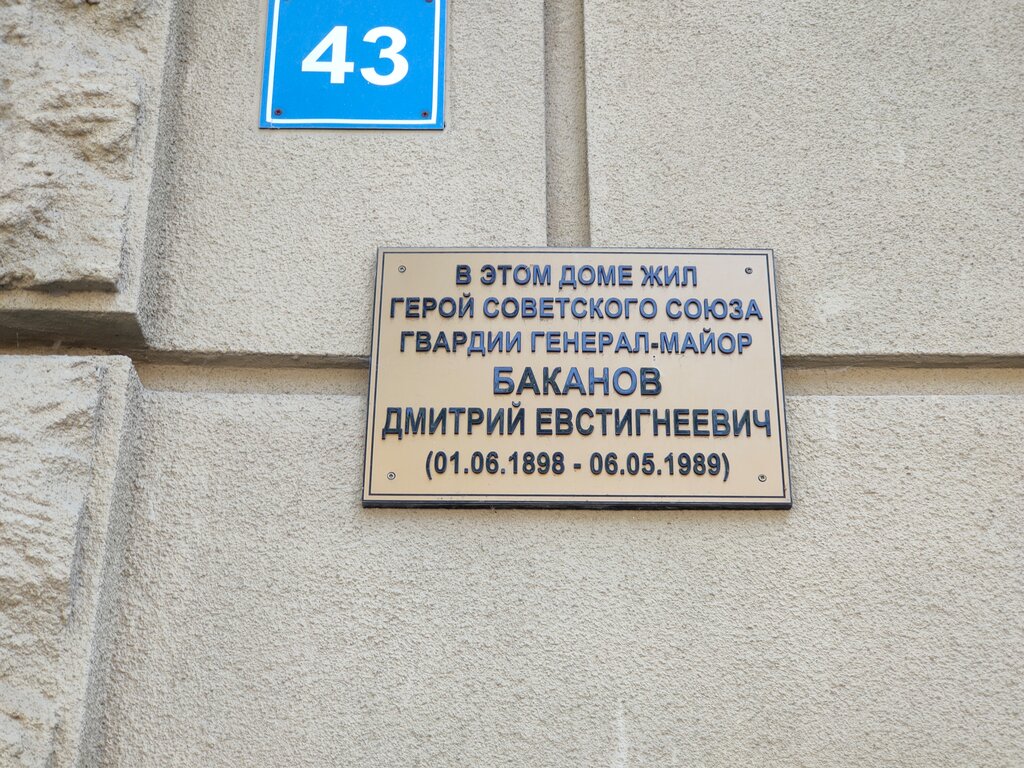 43
В ЭТОМ ДОМЕ ЖИЛ
ГЕРОЙ СОВЕТСКОГО СОЮЗА
ГВАРДИИ ГЕНЕРАЛ-МАЙОР
БАКАНОВ
ДМИТРИЙ ЕВСТИГНЕЕВИЧ
(01.06.1898 - 06.05.1989)